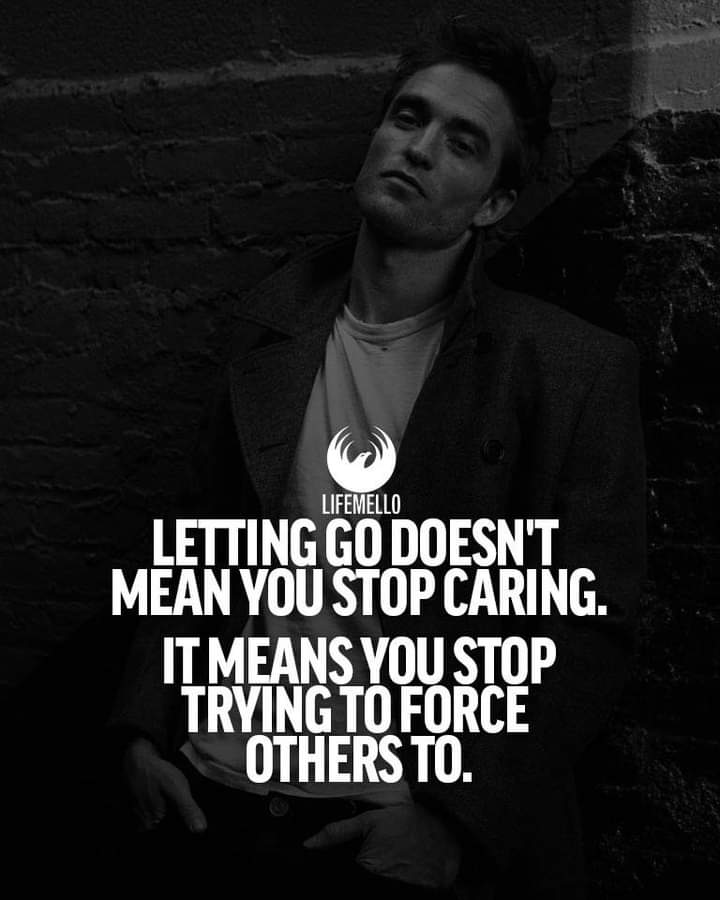 LIFEMELLO
LETTING GO DOESN'T
MEAN YOU STOP CARING.
IT MEANS YOU STOP
TRYING TO FORCE
OTHERS TO.